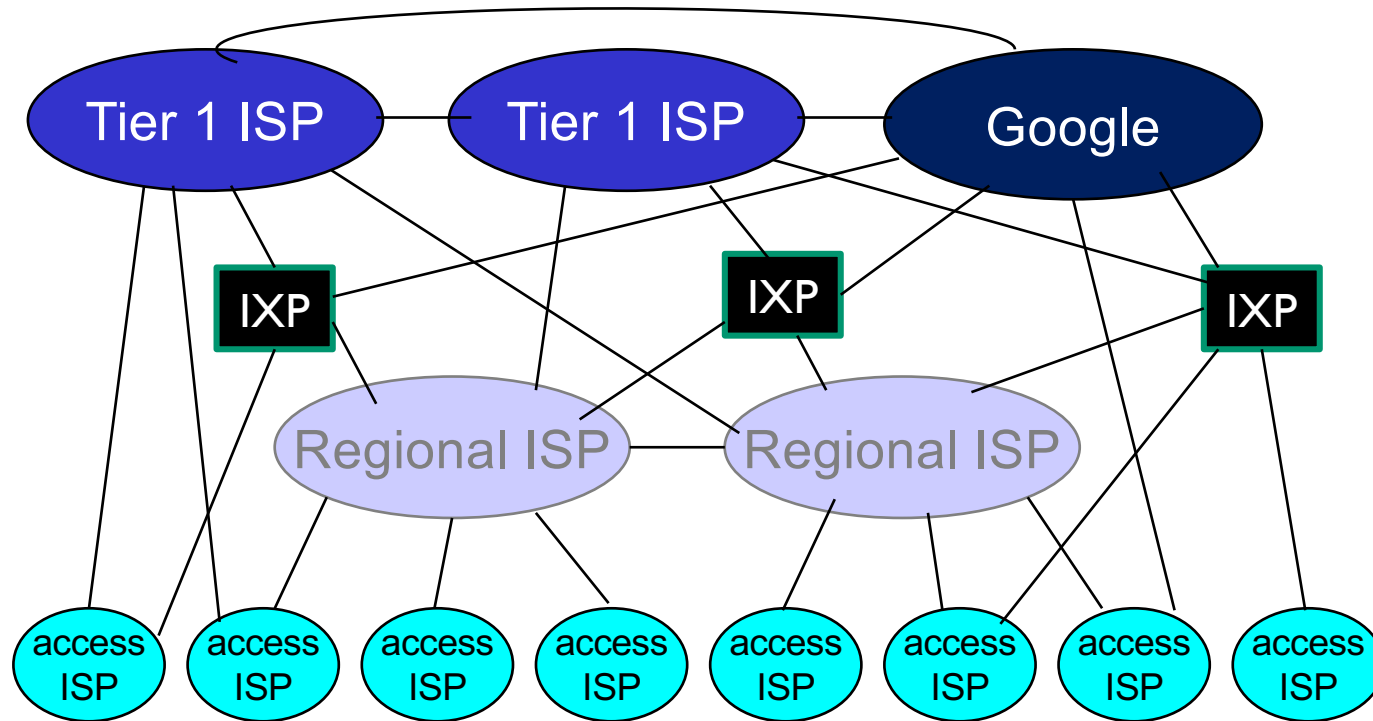 Tier 1 ISP
Tier 1 ISP
Google
IXP
IXP
IXP
Regional ISP
Regional ISP
access
ISP
access
ISP
access
ISP
access
ISP
access
ISP
access
ISP
access
ISP
access
ISP